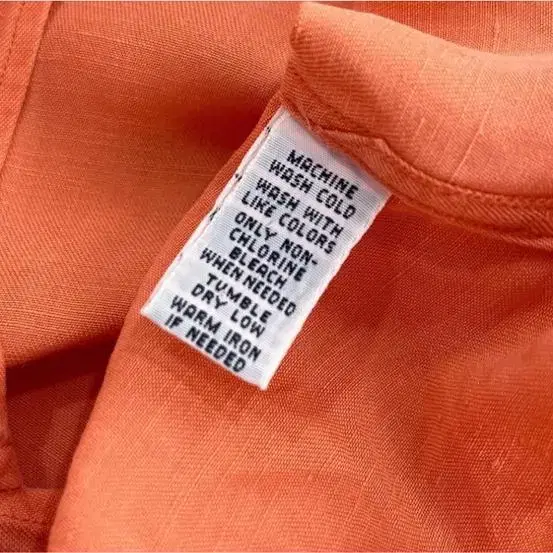 MACHINE
WASH COLD
WASH WITH
LIKE COLORS
ONLY NON-
CHLORINE
BLEACH
WHEN NEEDED
TUMBLE
DRY LOW
WARM IRON
IF NEEDED